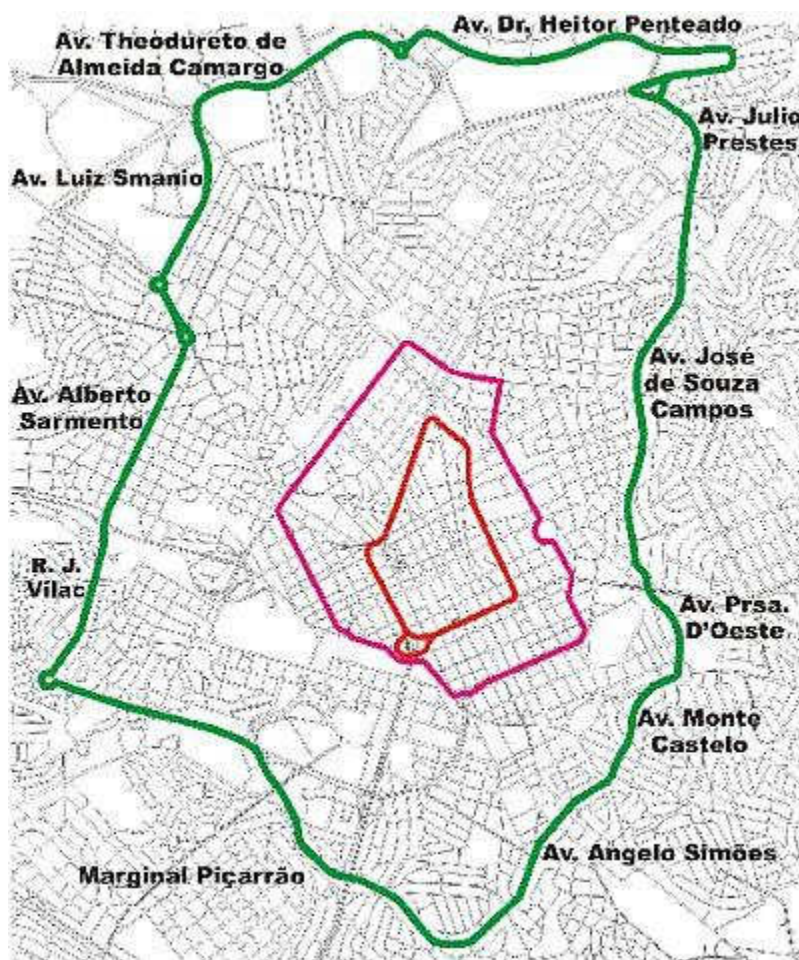 Av. Dr. Heitor Penteado
Av. Theodureto de
Almeida Camargo
Av. Julio
Prestes
Av. Luiz Smanio
Av. José
de Souza
Campos
Av. Alberto
Sarmento
R. J.
Vilac
Av. Prsa.
D'Oeste
Av. Monte
Castelo
Av. Angelo Simões
Marginal Piçarrão